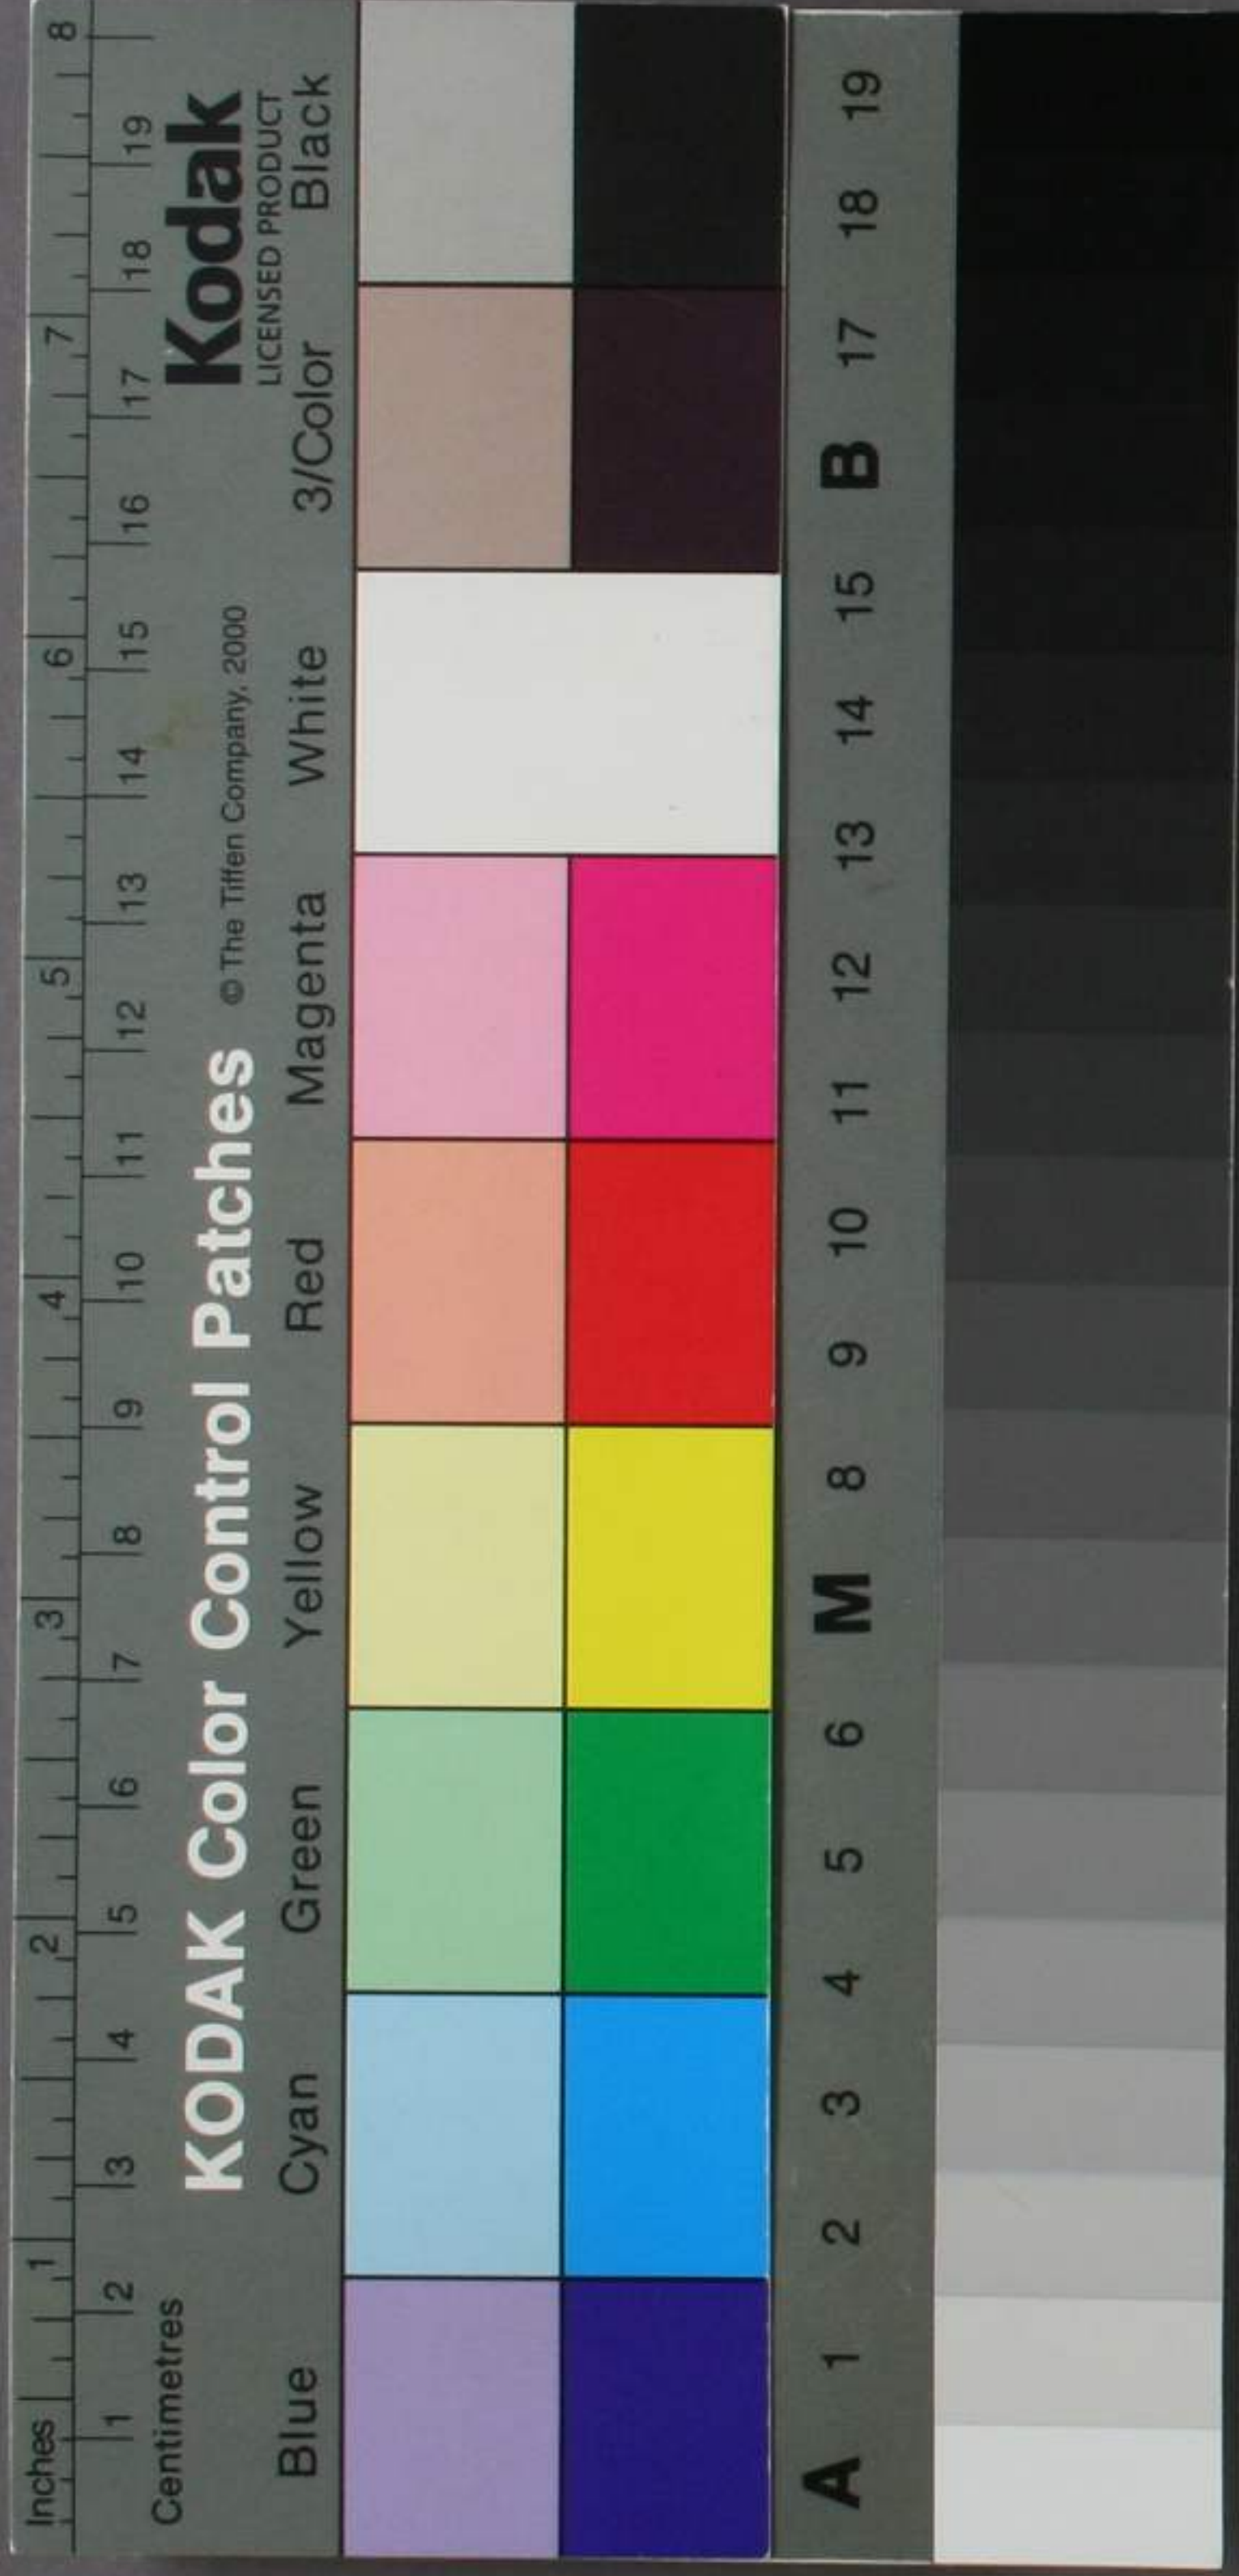 Inches 1 2 3 4 5 6 7 8
1 2 3 4 5 6 7 8 9 10 11 12 13 14 15 16 17 18 19
Centimetres
KODAK Color Control Patches © The Tiffen Company, 2000
Kodak
LICENSED PRODUCT
Blue Cyan Green Yellow Red Magenta White 3/Color Black
A 1 2 3 4 5 6 M 8 9 10 11 12 13 14 15 B 17 18 19